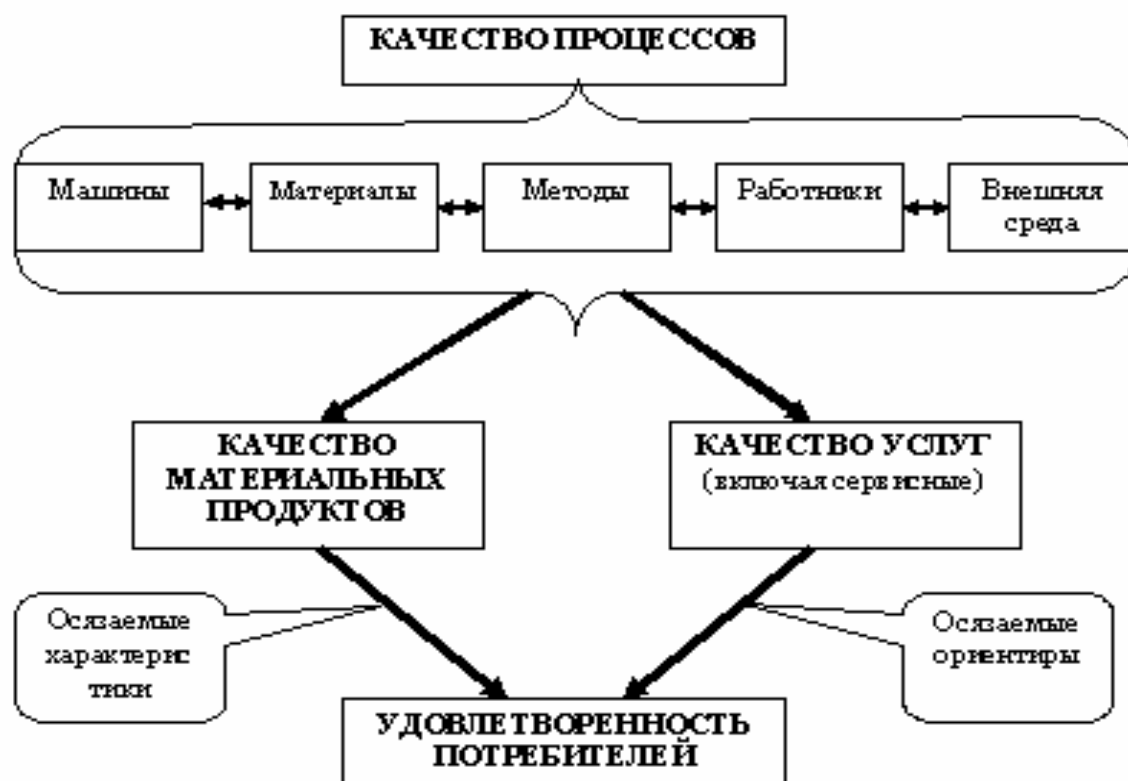 КАЧЕСТВО ПРОЦЕССОВ
Машины
Материалы
Методы
Работники
Внешняя
среда
КАЧЕСТВО
МАТЕРИАЛЬНЫХ
ПРОДУКТОВ
КАЧЕСТВО УСЛУГ
(включая сервисные)
Осязаемые
характерис
тики
Осязаемые
ориентиры
УДОВЛЕТВОРЕННОСТЬ
ПОТРЕБИТЕЛЕЙ